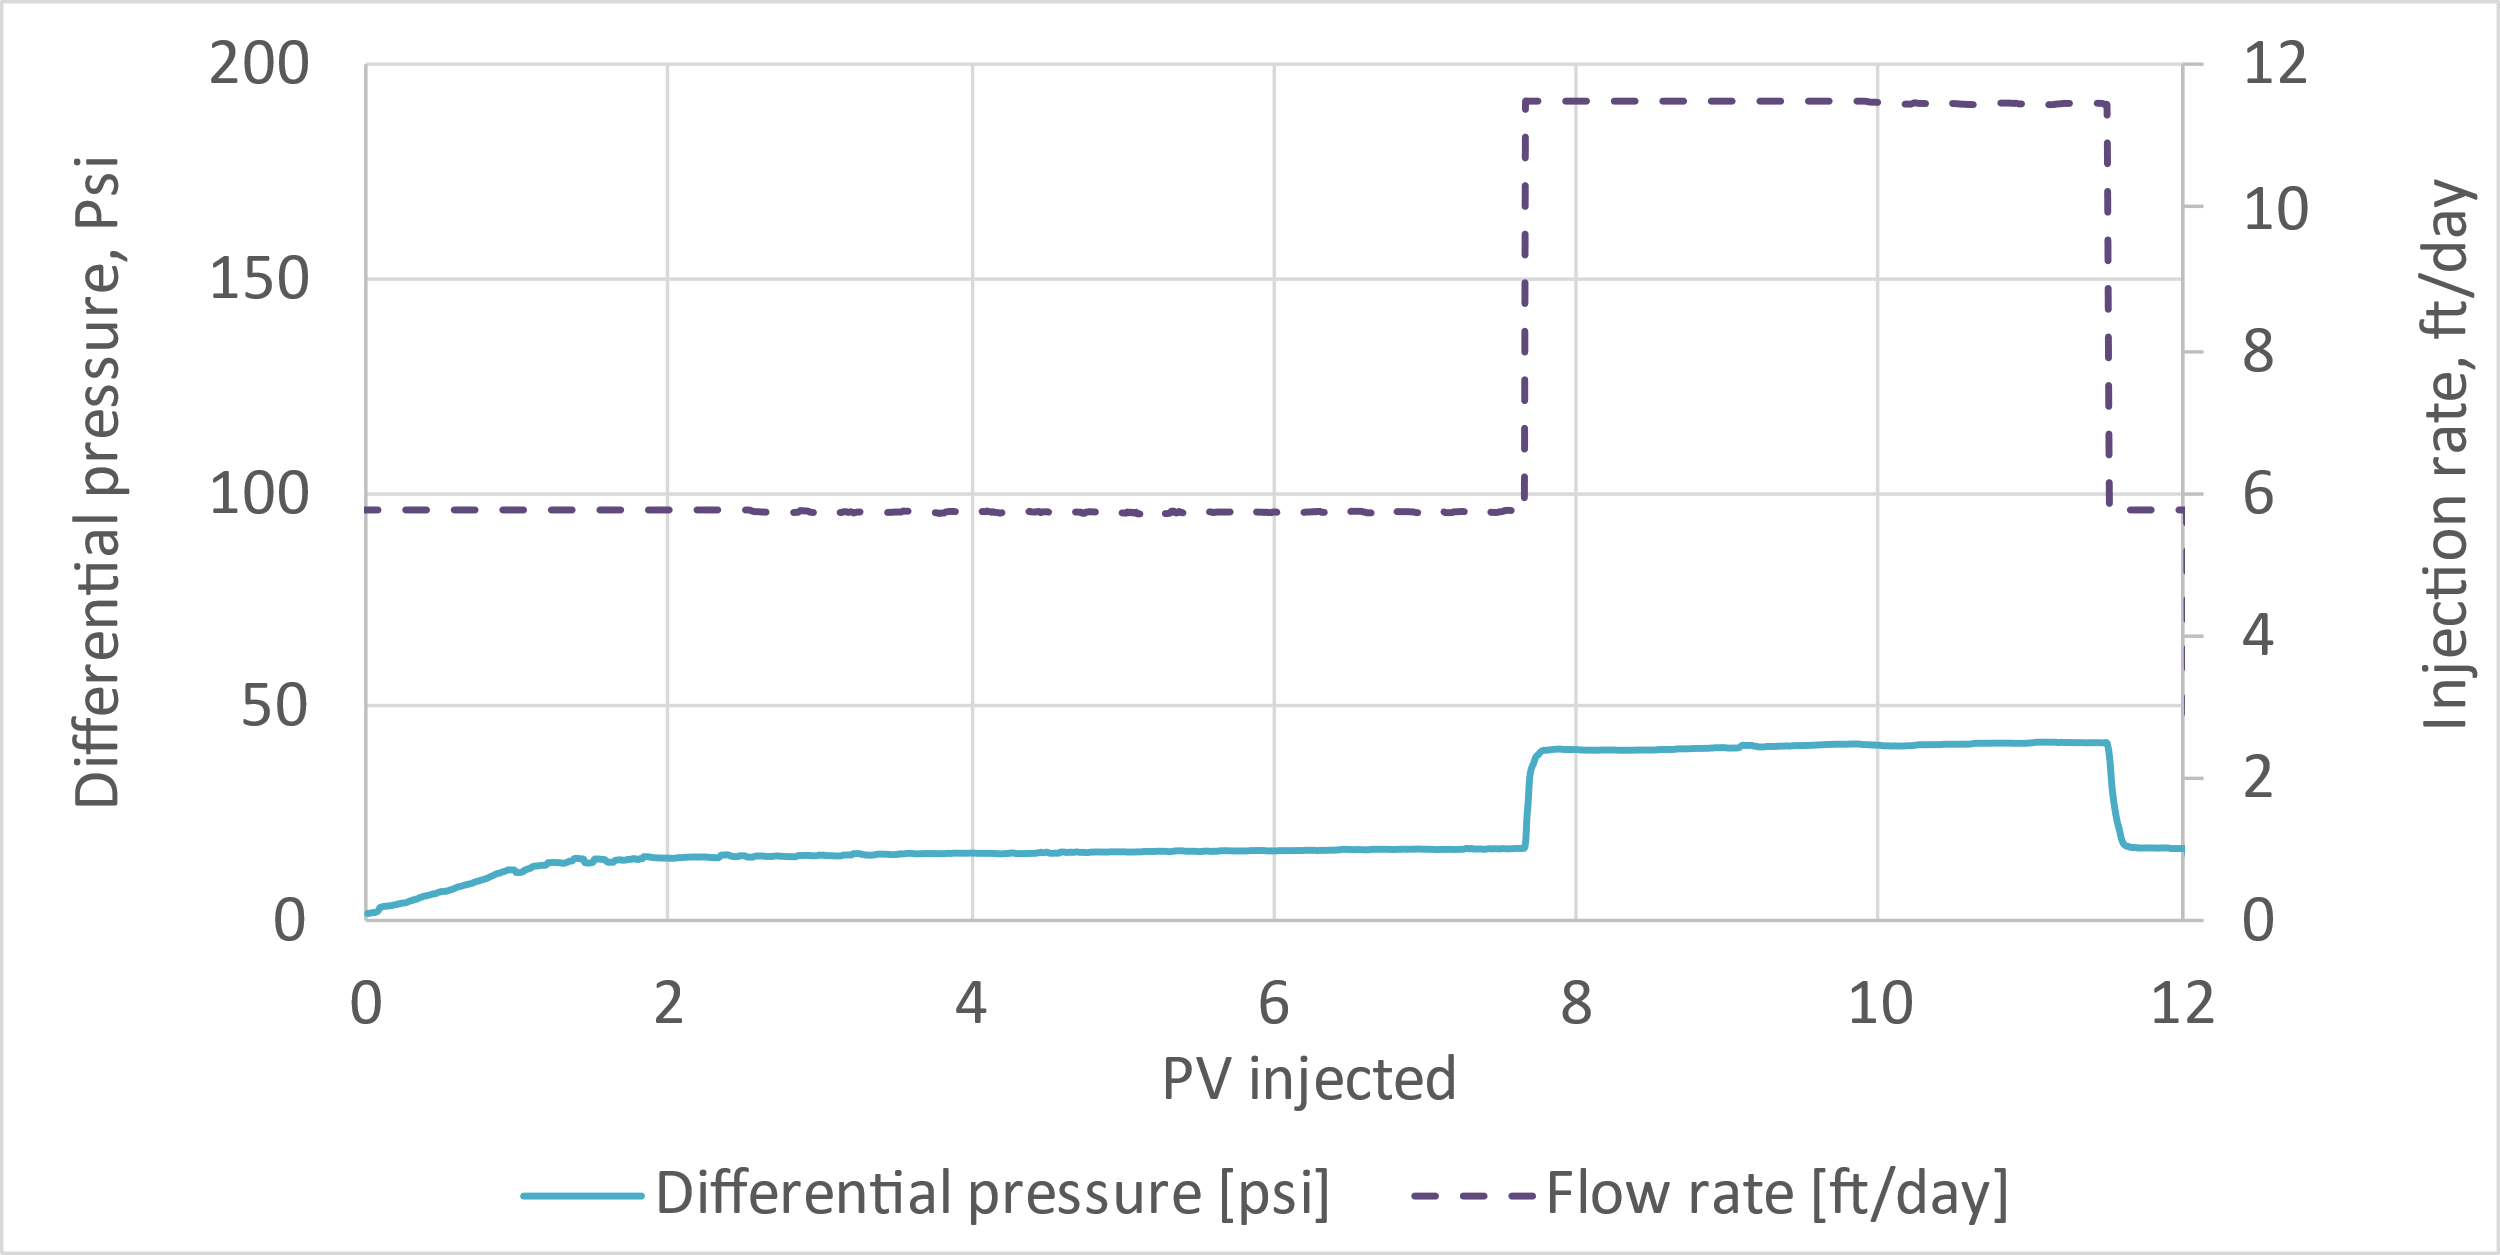 Differential pressure, Psi
200
150
100
50
0
12
10
8
6
4
2
0
Injection rate, ft/day
0 2 4 6 8 10 12
PV injected
Differential pressure [psi] Flow rate [ft/day]